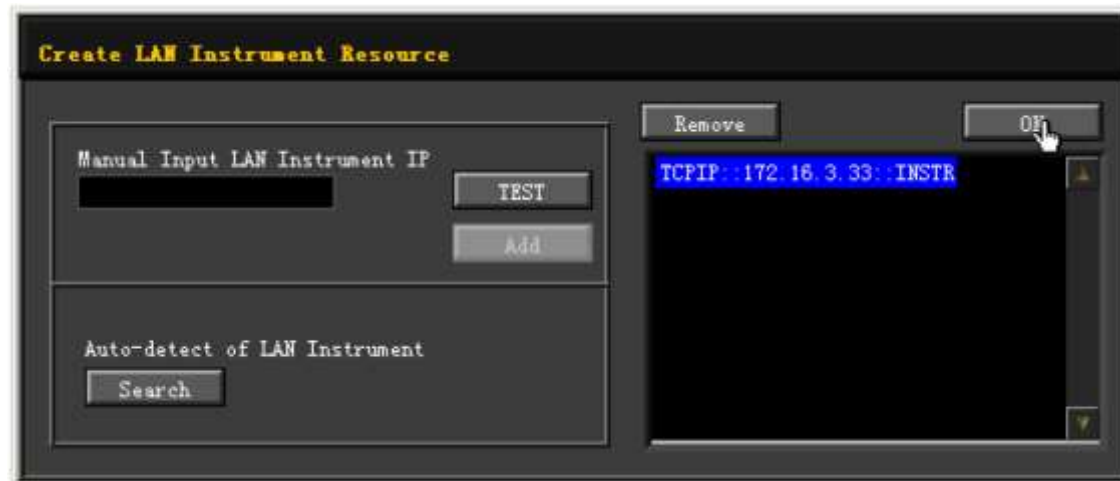 Create LAN Instrument Resource
Remove
OK
Manual Input LAN Instrument IP
TCPIP::172.16.3.33::INSTR
TEST
Add
Auto-detect of LAN Instrument
Search